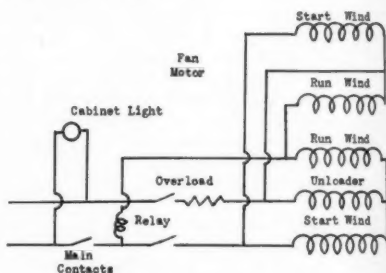 Start Wind
Fan
Motor
Run Wind
Cabinet Light
Run Wind
Overload
Unloader
Relay
Start Wind
Main
Contacts